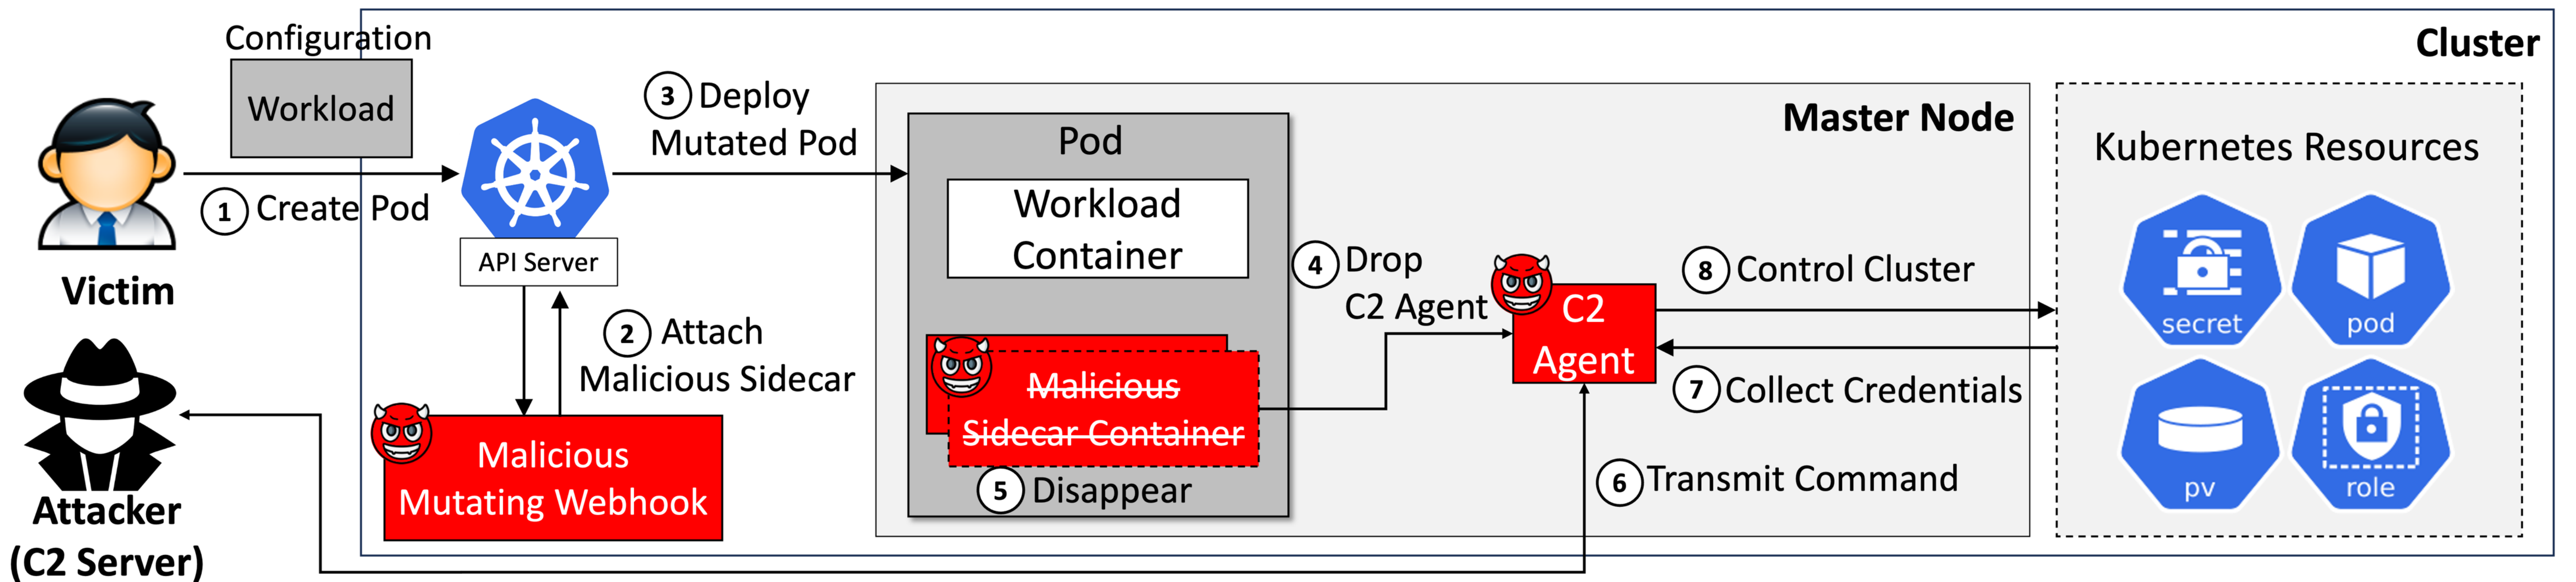 Configuration
Workload
1 Create Pod
Victim
Attacker
(C2 Server)
API Server
2 Attach
Malicious Sidecar
Malicious
Mutating Webhook
3 Deploy
Mutated Pod
Cluster
Master Node
Pod
Workload
Container
Malicious
Sidecar Container
5 Disappear
4 Drop
C2 Agent
C2
Agent
8 Control Cluster
7 Collect Credentials
6 Transmit Command
Kubernetes Resources
secret
pod
pv
role